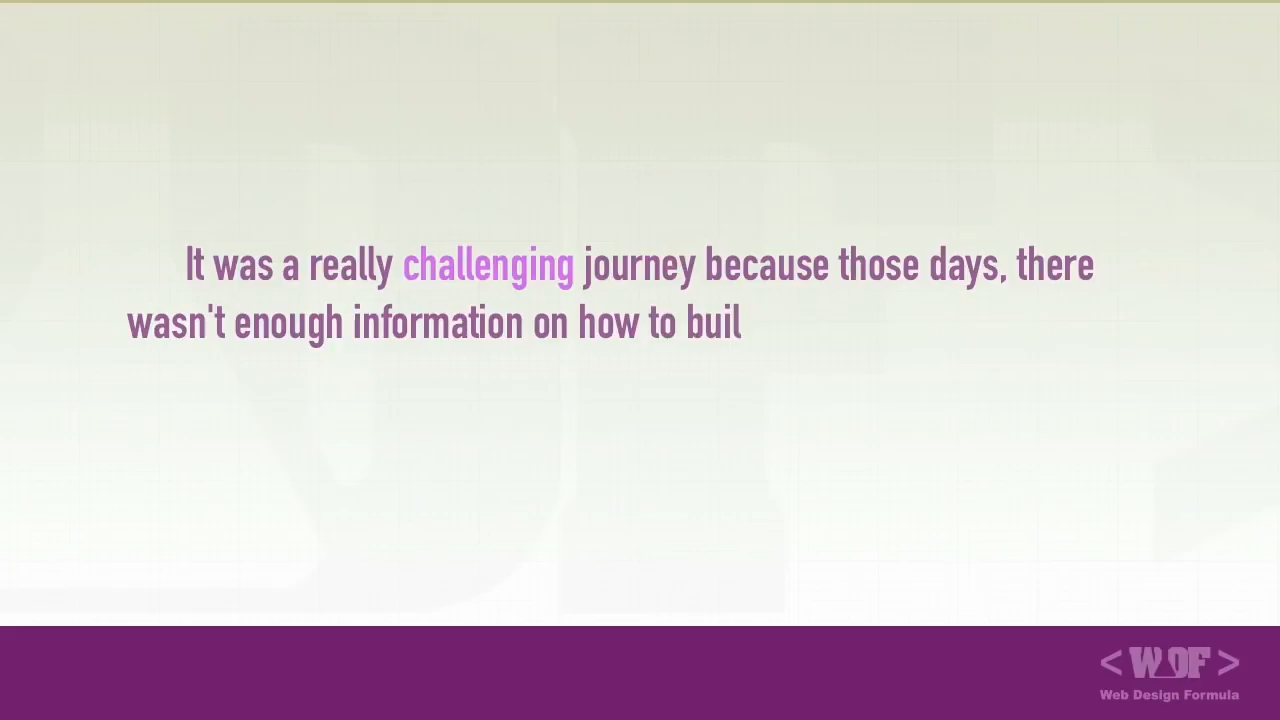 It was a really challenging journey because those days, there
wasn't enough information on how to buil
<WDF>
Web Design Formula